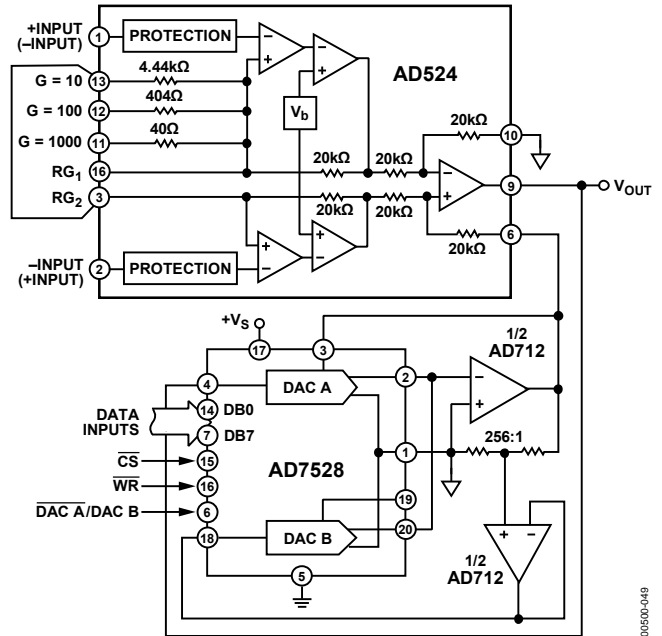 +INPUT
(–INPUT)
1
PROTECTION
AD524
G = 10
13
4.44kΩ
G = 100
12
404Ω
Vb
G = 1000
11
40Ω
20kΩ
10
RG1
16
20kΩ
20kΩ
9
VOUT
RG2
3
20kΩ
20kΩ
20kΩ
6
–INPUT
(+INPUT)
2
PROTECTION
+VS
17
3
1/2
AD712
4
DAC A
2
DATA
INPUTS
14
DB0
7
DB7
256:1
1
CS
15
AD7528
WR
16
19
DAC A/DAC B
6
20
18
DAC B
1/2
AD712
5
00500-049